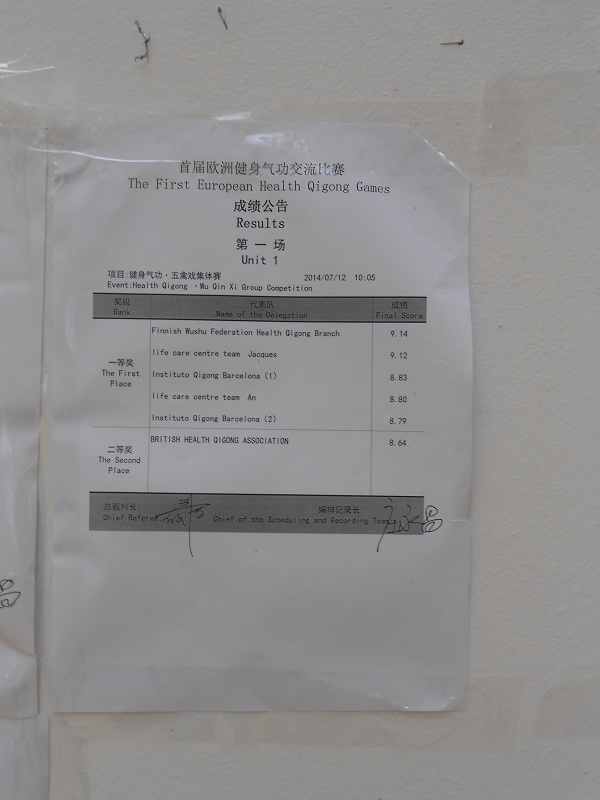 首届欧洲健身气功交流比赛
The First European Health Qigong Games
成绩公告
Results
第 一 场
Unit 1
项目:健身气功·五禽戏集体赛 2014/07/12 10:05
Event:Health Qigong ·Wu Qin Xi Group Competition
奖级 代表队 成绩
Rank Name of the Delegation Final Score
Finnish Wushu Federation Health Qigong Branch 9.14
life care centre team Jacques 9.12
一等奖
The First Place
Instituto Qigong Barcelona (1) 8.83
life care centre team An 8.80
Instituto Qigong Barcelona (2) 8.79
BRITISH HEALTH QIGONG ASSOCIATION 8.64
二等奖
The Second Place
总裁判长: 编排记录长:
Chief Referee: Chief of the Scheduling and Recording Team